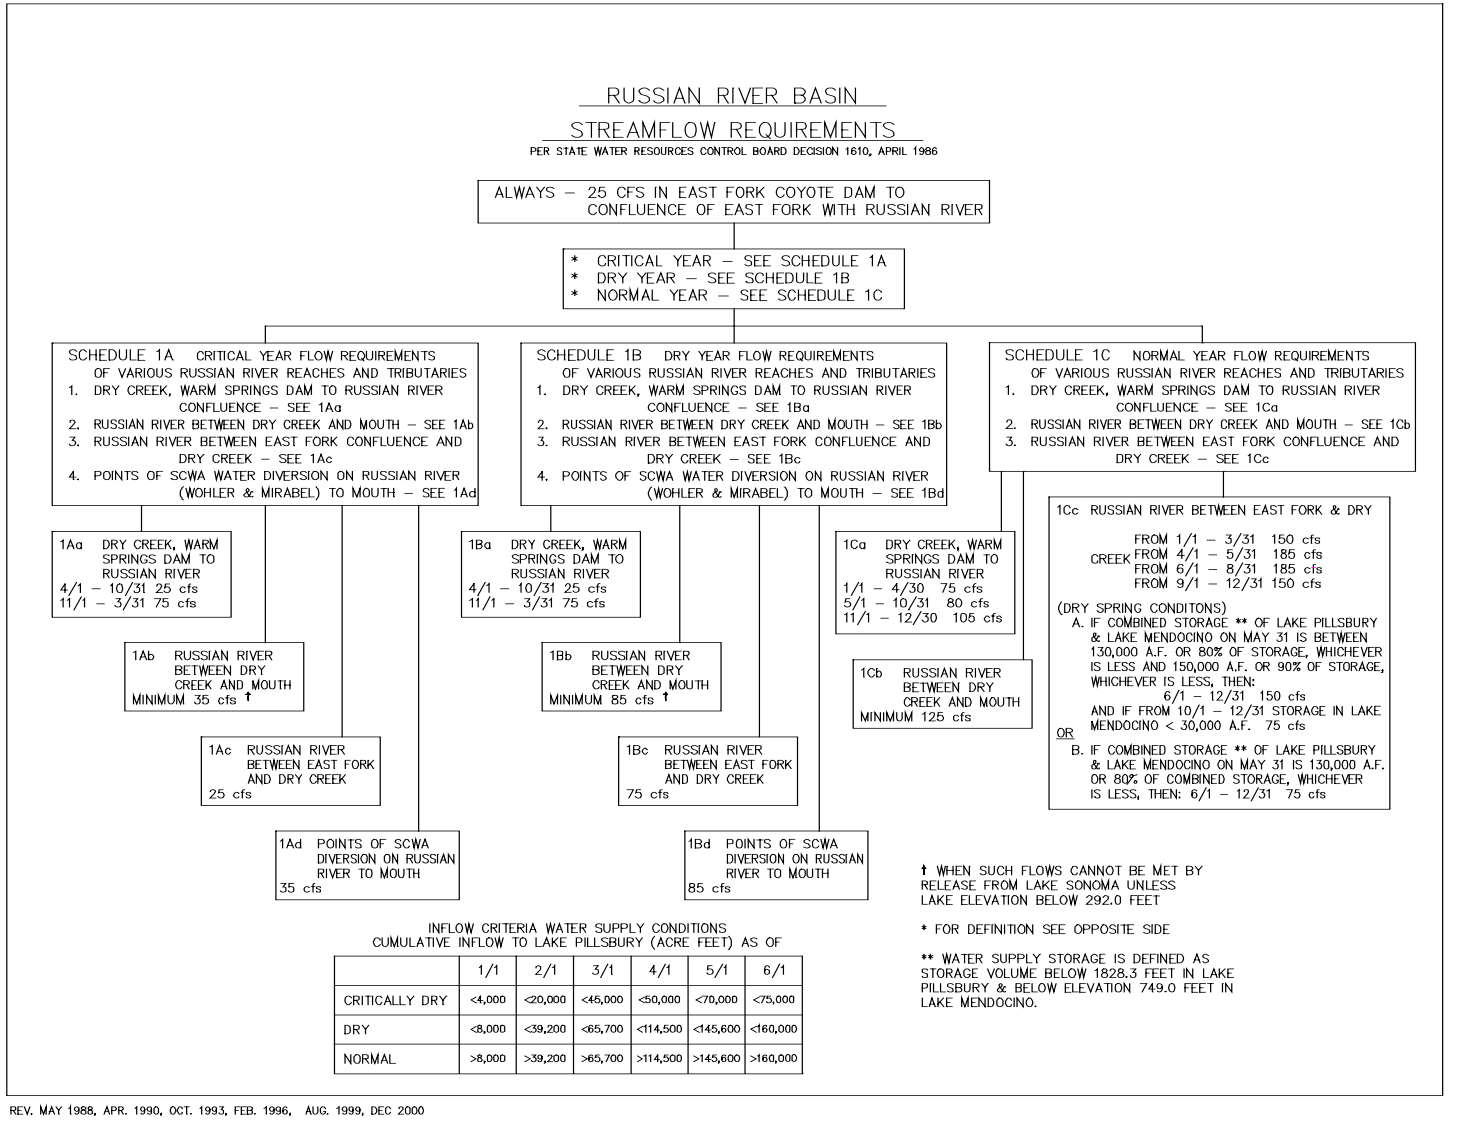 RUSSIAN RIVER BASIN
STREAMFLOW REQUIREMENTS
PER STATE WATER RESOURCES CONTROL BOARD DECISION 1610, APRIL 1986
ALWAYS – 25 CFS IN EAST FORK COYOTE DAM TO
CONFLUENCE OF EAST FORK WITH RUSSIAN RIVER
* CRITICAL YEAR – SEE SCHEDULE 1A
* DRY YEAR – SEE SCHEDULE 1B
* NORMAL YEAR – SEE SCHEDULE 1C
SCHEDULE 1A CRITICAL YEAR FLOW REQUIREMENTS
OF VARIOUS RUSSIAN RIVER REACHES AND TRIBUTARIES
1. DRY CREEK, WARM SPRINGS DAM TO RUSSIAN RIVER
CONFLUENCE – SEE 1Aa
2. RUSSIAN RIVER BETWEEN DRY CREEK AND MOUTH – SEE 1Ab
3. RUSSIAN RIVER BETWEEN EAST FORK CONFLUENCE AND
DRY CREEK – SEE 1Ac
4. POINTS OF SCWA WATER DIVERSION ON RUSSIAN RIVER
(WOHLER & MIRABEL) TO MOUTH – SEE 1Ad
SCHEDULE 1B DRY YEAR FLOW REQUIREMENTS
OF VARIOUS RUSSIAN RIVER REACHES AND TRIBUTARIES
1. DRY CREEK, WARM SPRINGS DAM TO RUSSIAN RIVER
CONFLUENCE – SEE 1Ba
2. RUSSIAN RIVER BETWEEN DRY CREEK AND MOUTH – SEE 1Bb
3. RUSSIAN RIVER BETWEEN EAST FORK CONFLUENCE AND
DRY CREEK – SEE 1Bc
4. POINTS OF SCWA WATER DIVERSION ON RUSSIAN RIVER
(WOHLER & MIRABEL) TO MOUTH – SEE 1Bd
SCHEDULE 1C NORMAL YEAR FLOW REQUIREMENTS
OF VARIOUS RUSSIAN RIVER REACHES AND TRIBUTARIES
1. DRY CREEK, WARM SPRINGS DAM TO RUSSIAN RIVER
CONFLUENCE – SEE 1Ca
2. RUSSIAN RIVER BETWEEN DRY CREEK AND MOUTH – SEE 1Cb
3. RUSSIAN RIVER BETWEEN EAST FORK CONFLUENCE AND
DRY CREEK – SEE 1Cc
1Aa DRY CREEK, WARM
SPRINGS DAM TO
RUSSIAN RIVER
4/1 – 10/31 25 cfs
11/1 – 3/31 75 cfs
1Ab RUSSIAN RIVER
BETWEEN DRY
CREEK AND MOUTH
MINIMUM 35 cfs †
1Ac RUSSIAN RIVER
BETWEEN EAST FORK
AND DRY CREEK
25 cfs
1Ad POINTS OF SCWA
DIVERSION ON RUSSIAN
RIVER TO MOUTH
35 cfs
1Ba DRY CREEK, WARM
SPRINGS DAM TO
RUSSIAN RIVER
4/1 – 10/31 25 cfs
11/1 – 3/31 75 cfs
1Bb RUSSIAN RIVER
BETWEEN DRY
CREEK AND MOUTH
MINIMUM 85 cfs †
1Bc RUSSIAN RIVER
BETWEEN EAST FORK
AND DRY CREEK
75 cfs
1Bd POINTS OF SCWA
DIVERSION ON RUSSIAN
RIVER TO MOUTH
85 cfs
1Ca DRY CREEK, WARM
SPRINGS DAM TO
RUSSIAN RIVER
1/1 – 4/30 75 cfs
5/1 – 10/31 80 cfs
11/1 – 12/30 105 cfs
1Cb RUSSIAN RIVER
BETWEEN DRY
CREEK AND MOUTH
MINIMUM 125 cfs
1Cc RUSSIAN RIVER BETWEEN EAST FORK & DRY
CREEK
FROM 1/1 – 3/31 150 cfs
FROM 4/1 – 5/31 185 cfs
FROM 6/1 – 8/31 185 cfs
FROM 9/1 – 12/31 150 cfs
(DRY SPRING CONDITONS)
A. IF COMBINED STORAGE ** OF LAKE PILLSBURY
& LAKE MENDOCINO ON MAY 31 IS BETWEEN
130,000 A.F. OR 80% OF STORAGE, WHICHEVER
IS LESS AND 150,000 A.F. OR 90% OF STORAGE,
WHICHEVER IS LESS, THEN:
6/1 – 12/31 150 cfs
AND IF FROM 10/1 – 12/31 STORAGE IN LAKE
MENDOCINO < 30,000 A.F. 75 cfs
OR
B. IF COMBINED STORAGE ** OF LAKE PILLSBURY
& LAKE MENDOCINO ON MAY 31 IS 130,000 A.F.
OR 80% OF COMBINED STORAGE, WHICHEVER
IS LESS, THEN: 6/1 – 12/31 75 cfs
† WHEN SUCH FLOWS CANNOT BE MET BY
RELEASE FROM LAKE SONOMA UNLESS
LAKE ELEVATION BELOW 292.0 FEET
* FOR DEFINITION SEE OPPOSITE SIDE
** WATER SUPPLY STORAGE IS DEFINED AS
STORAGE VOLUME BELOW 1828.3 FEET IN LAKE
PILLSBURY & BELOW ELEVATION 749.0 FEET IN
LAKE MENDOCINO.
INFLOW CRITERIA WATER SUPPLY CONDITIONS
CUMULATIVE INFLOW TO LAKE PILLSBURY (ACRE FEET) AS OF
1/1 2/1 3/1 4/1 5/1 6/1
CRITICALLY DRY <4,000 <20,000 <45,000 <50,000 <70,000 <75,000
DRY <8,000 <39,200 <65,700 <114,500 <145,600 <160,000
NORMAL >8,000 >39,200 >65,700 >114,500 >145,600 >160,000
REV. MAY 1988, APR. 1990, OCT. 1993, FEB. 1996, AUG. 1999, DEC 2000